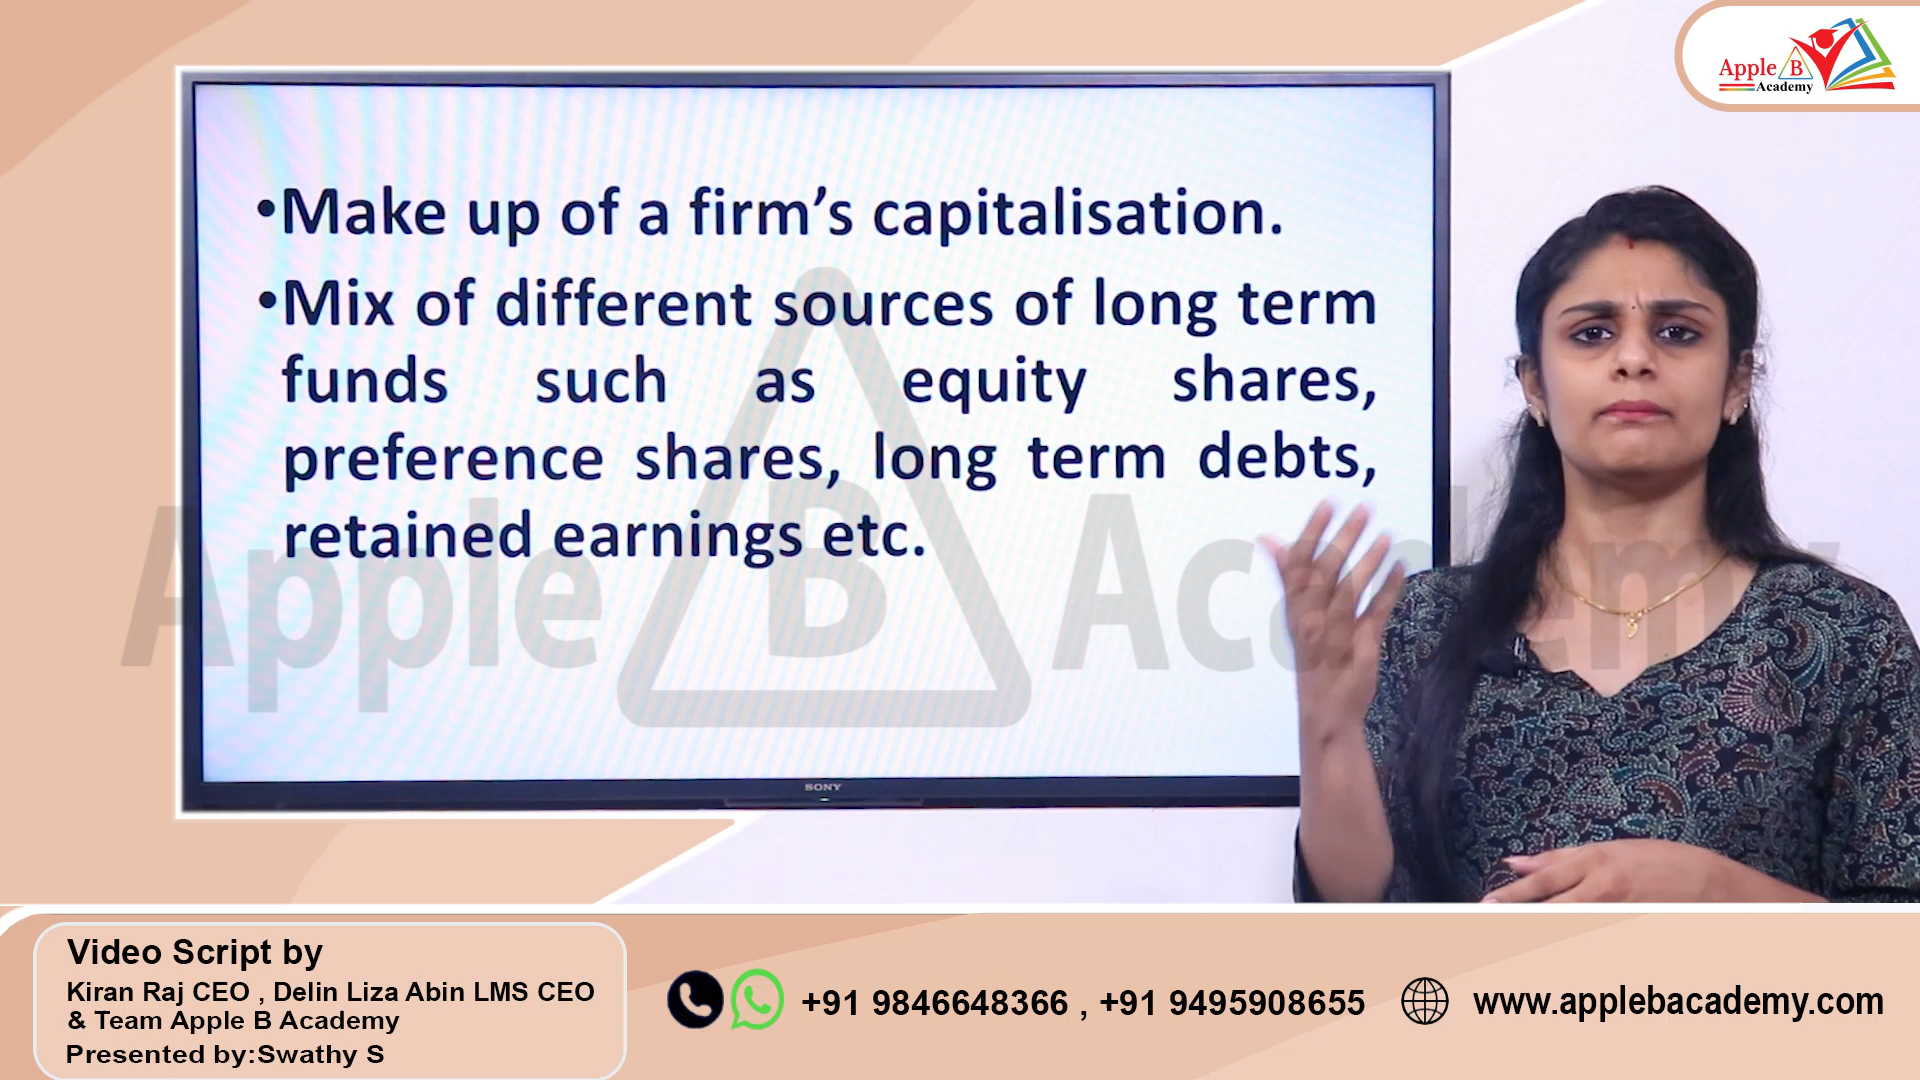 Apple B
Academy
•Make up of a firm’s capitalisation.
•Mix of different sources of long term
funds such as equity shares,
preference shares, long term debts,
retained earnings etc.
Apple B Academy
SONY
Video Script by
Kiran Raj CEO , Delin Liza Abin LMS CEO
& Team Apple B Academy
Presented by:Swathy S
+91 9846648366 , +91 9495908655
www.applebacademy.com